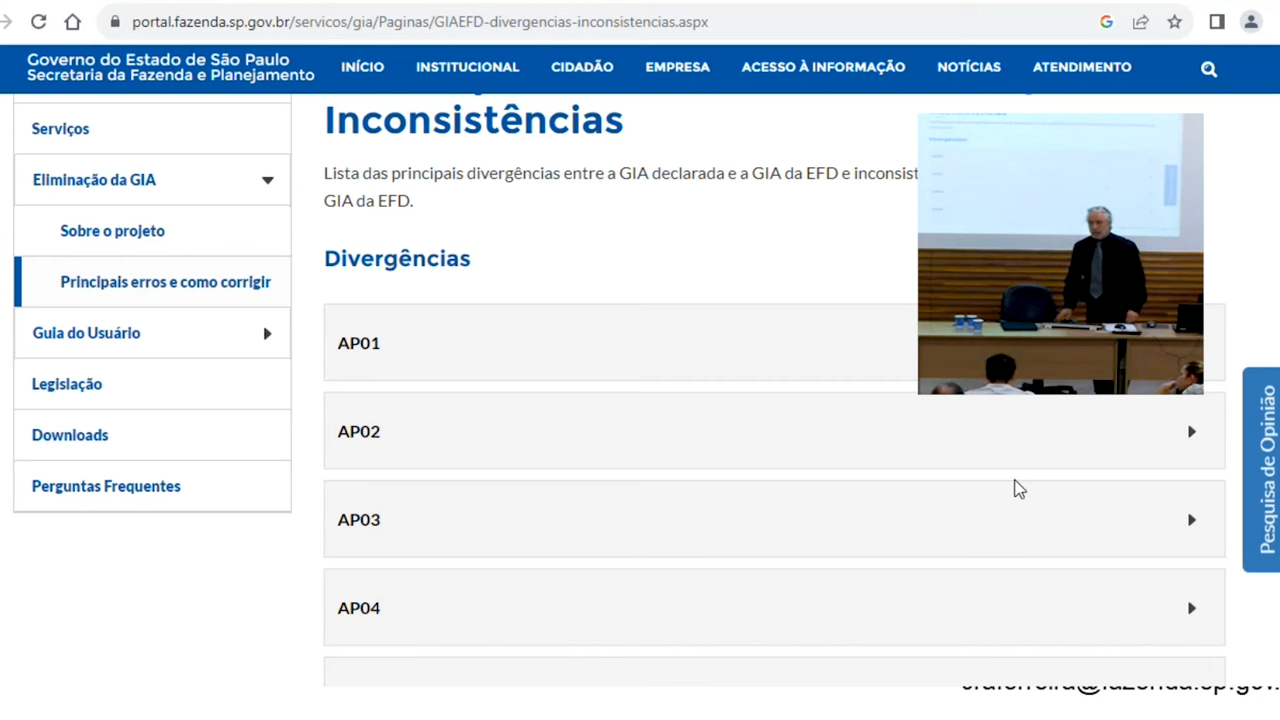 portal.fazenda.sp.gov.br/servicos/gia/Paginas/GIAEFD-divergencias-inconsistencias.aspx
Governo do Estado de São Paulo
Secretaria da Fazenda e Planejamento
INÍCIO
INSTITUCIONAL
CIDADÃO
EMPRESA
ACESSO À INFORMAÇÃO
NOTÍCIAS
ATENDIMENTO
Serviços
Eliminação da GIA
Sobre o projeto
Principais erros e como corrigir
Guia do Usuário
Legislação
Downloads
Perguntas Frequentes
Inconsistências
Lista das principais divergências entre a GIA declarada e a GIA da EFD e inconsist
GIA da EFD.
Divergências
AP01
AP02
AP03
AP04
Pesquisa de Opinião